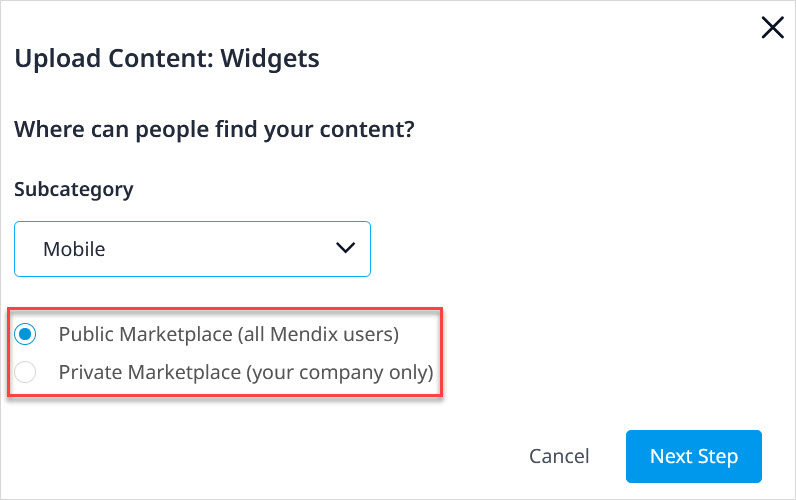 Upload Content: Widgets
Where can people find your content?
Subcategory
Mobile
Public Marketplace (all Mendix users)
Private Marketplace (your company only)
Cancel
Next Step